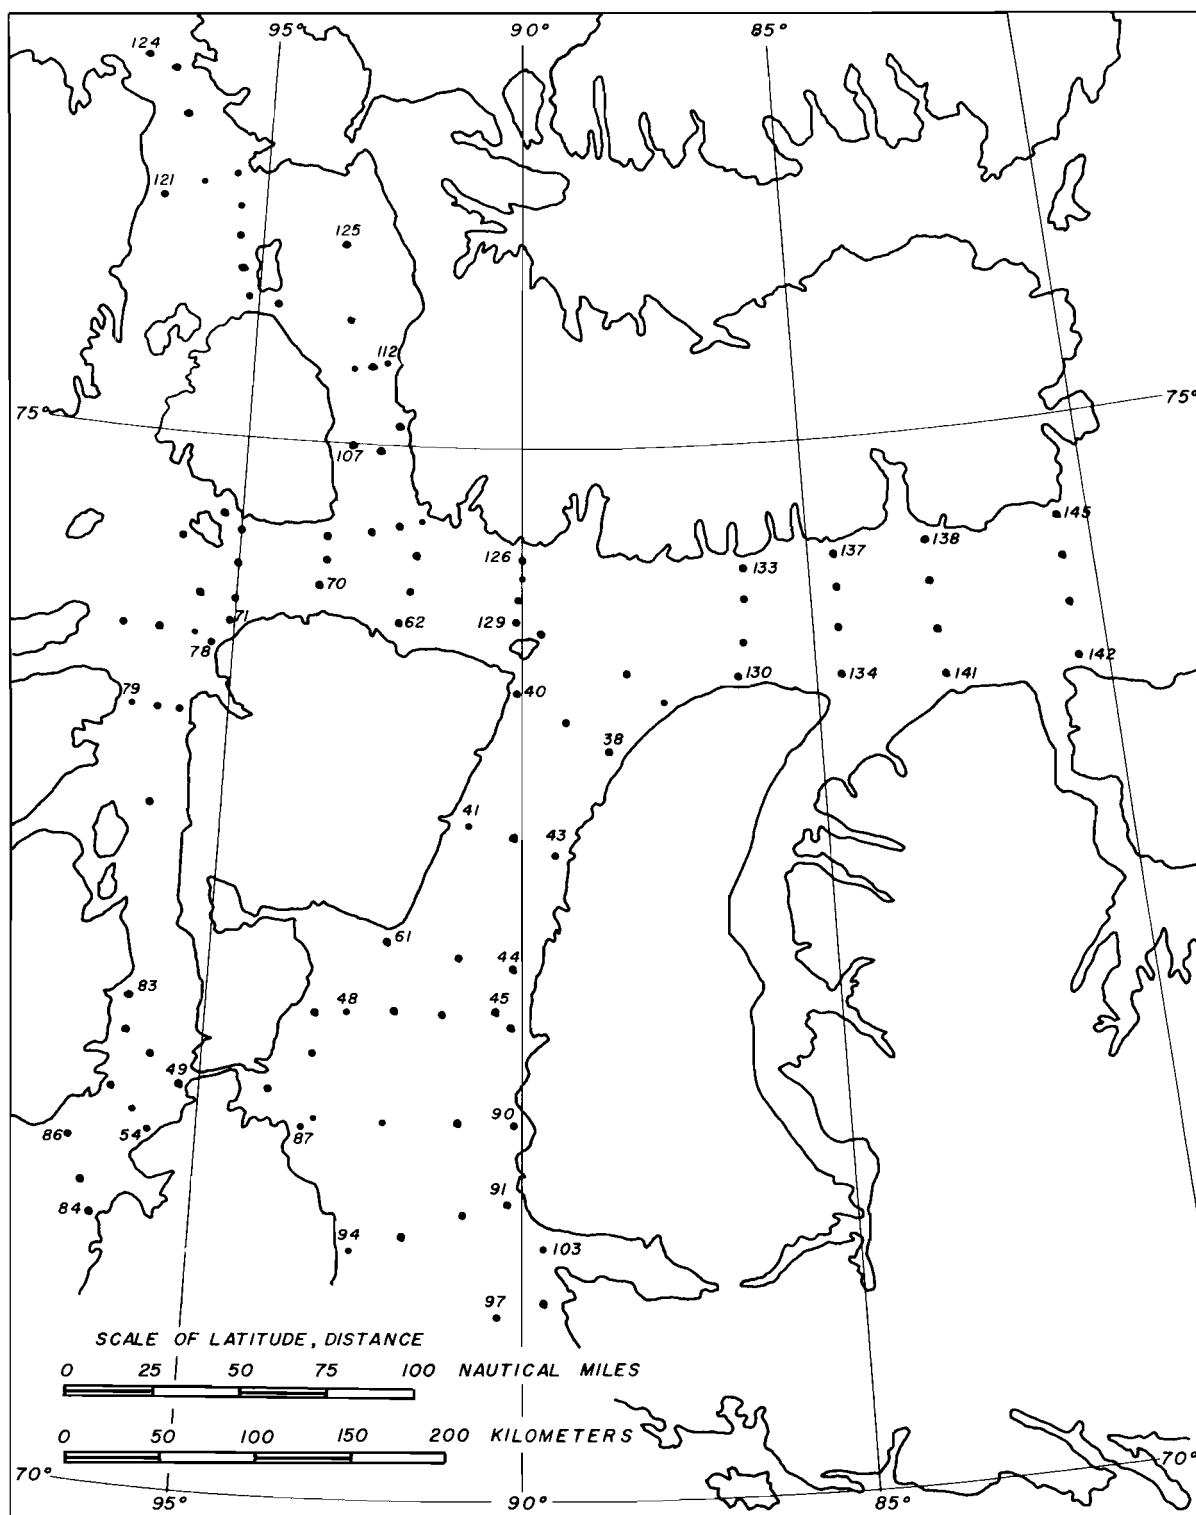 95° 90° 85°
124
121
125
112
75° 75°
107
145
126 133 137 138
70
71 62 129
78 142
79 40 130 134 141
38
41 43
61 44
83 48 45
49
86 54 87 90
84 91
94 103
97
SCALE OF LATITUDE, DISTANCE
0 25 50 75 100 NAUTICAL MILES
0 50 100 150 200 KILOMETERS
70° 70°
95° 90° 85°